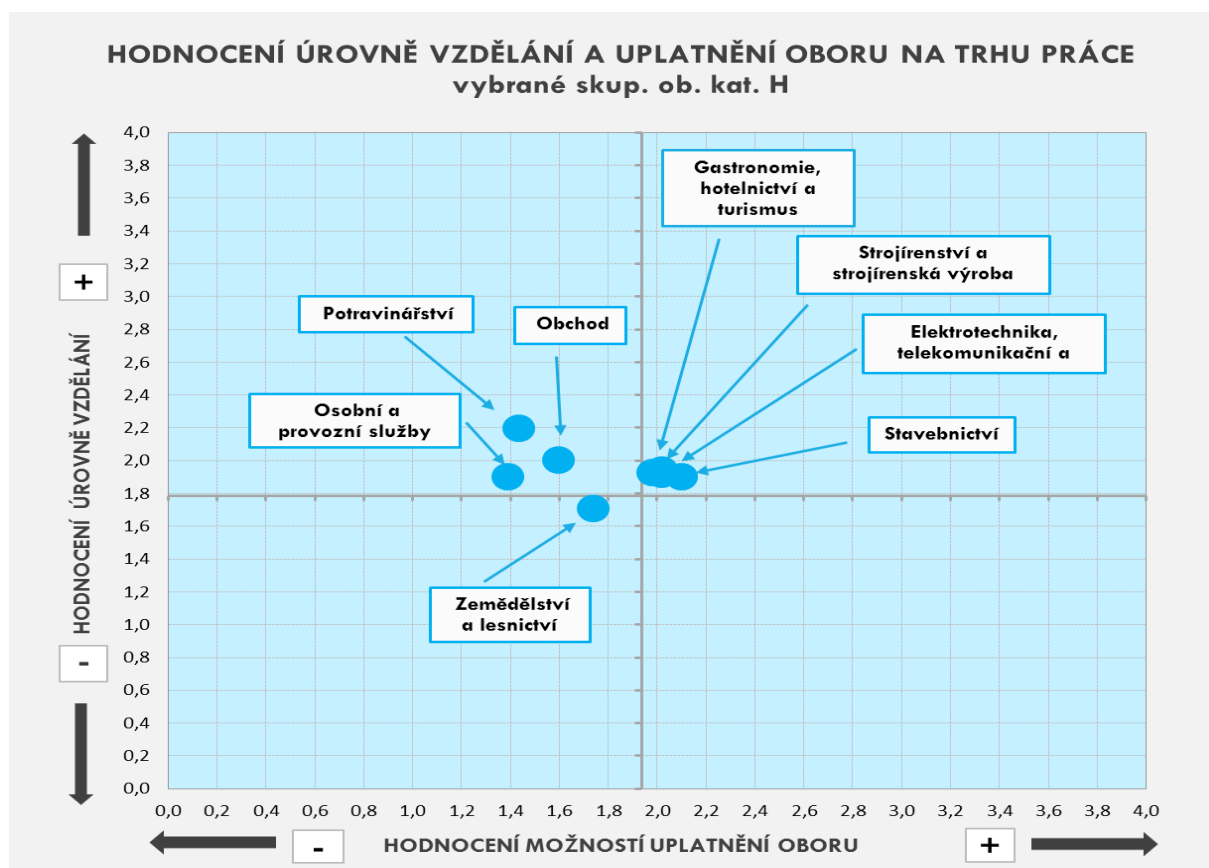 HODNOCENÍ ÚROVNĚ VZDĚLÁNÍ A UPLATNĚNÍ OBORU NA TRHU PRÁCE
vybrané skup. ob. kat. H
HODNOCENÍ ÚROVNĚ VZDĚLÁNÍ
+
-
4,0
3,8
3,6
3,4
3,2
3,0
2,8
2,6
2,4
2,2
2,0
1,8
1,6
1,4
1,2
1,0
0,8
0,6
0,4
0,2
0,0
Gastronomie,
hotelnictví a
turismus
Strojírenství a
strojírenská výroba
Potravinářství
Obchod
Elektrotechnika,
telekomunikační a
Osobní a
provozní služby
Stavebnictví
Zemědělství
a lesnictví
0,0 0,2 0,4 0,6 0,8 1,0 1,2 1,4 1,6 1,8 2,0 2,2 2,4 2,6 2,8 3,0 3,2 3,4 3,6 3,8 4,0
- HODNOCENÍ MOŽNOSTÍ UPLATNĚNÍ OBORU +